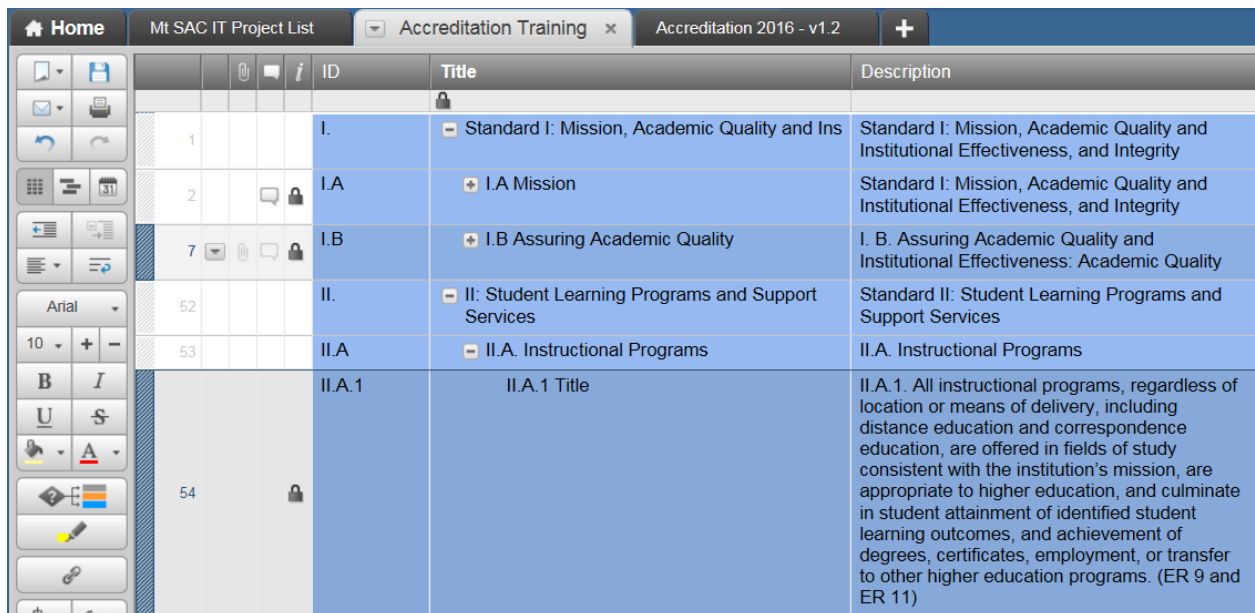 Home
Mt SAC IT Project List
Accreditation Training ×
Accreditation 2016 - v1.2
+
i
ID
Title
Description
1
I.
Standard I: Mission, Academic Quality and Ins
Standard I: Mission, Academic Quality and
Institutional Effectiveness, and Integrity
2
I.A
I.A Mission
Standard I: Mission, Academic Quality and
Institutional Effectiveness, and Integrity
31
7
I.B
I.B Assuring Academic Quality
I. B. Assuring Academic Quality and
Institutional Effectiveness: Academic Quality
52
II.
II: Student Learning Programs and Support
Services
Standard II: Student Learning Programs and
Support Services
Arial
53
II.A
II.A. Instructional Programs
II.A. Instructional Programs
10 + −
B I
U S
A
?
54
II.A.1
II.A.1 Title
II.A.1. All instructional programs, regardless of
location or means of delivery, including
distance education and correspondence
education, are offered in fields of study
consistent with the institution’s mission, are
appropriate to higher education, and culminate
in student attainment of identified student
learning outcomes, and achievement of
degrees, certificates, employment, or transfer
to other higher education programs. (ER 9 and
ER 11)